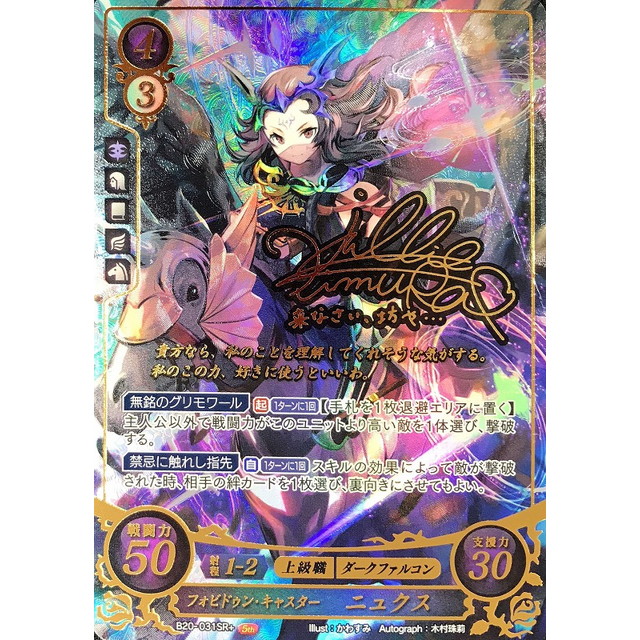 4
3
Jullie Kimura
来なさい、坊や…
貴方なら、私のことを理解してくれそうな気がする。
私のこの力、好きに使うといいわ。
無銘のグリモワール 起 1ターンに1回 【手札を1枚退避エリアに置く】
主人公以外で戦闘力がこのユニットより高い敵を1体選び、撃破
する。
禁忌に触れし指先 自 1ターンに1回 スキルの効果によって敵が撃破
された時、相手の絆カードを1枚選び、裏向きにさせてもよい。
戦闘力
50
射程 1-2 上級職 ダークファルコン
支援力
30
フォビドゥン・キャスター ニュクス
B20-031SR+ 5th Illust:かわすみ Autograph:木村珠莉